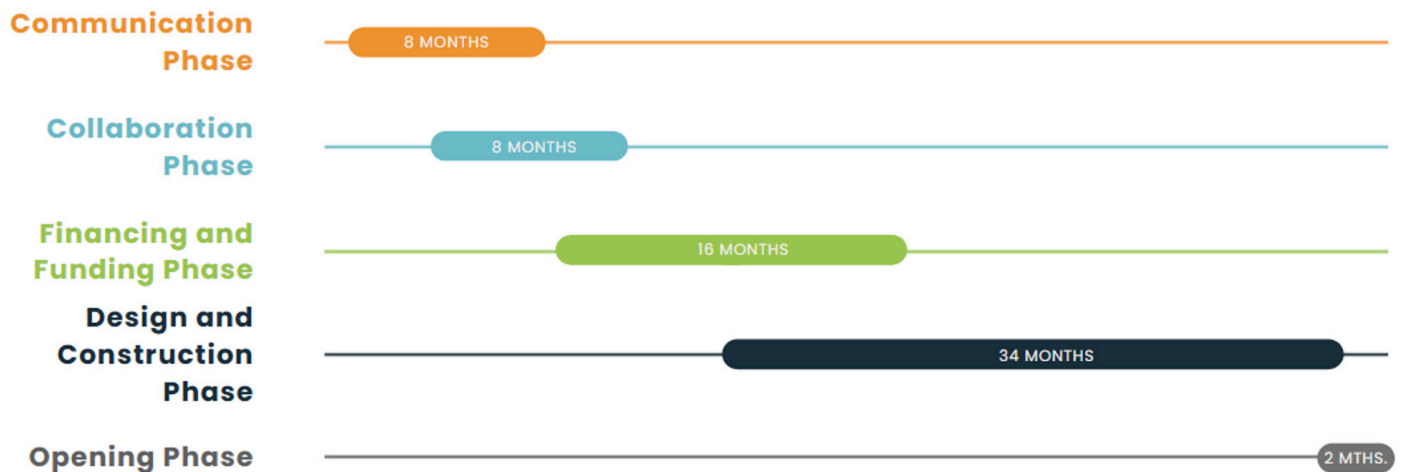 Communication
Phase
8 MONTHS
Collaboration
Phase
8 MONTHS
Financing and
Funding Phase
16 MONTHS
Design and
Construction
Phase
34 MONTHS
Opening Phase
2 MTHS.